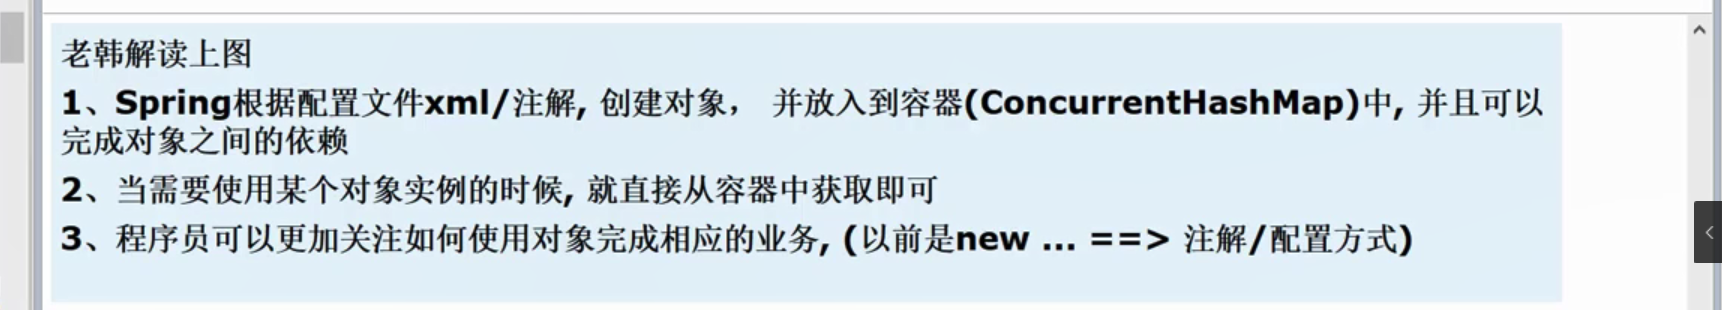 老韩解读上图
1、Spring根据配置文件xml/注解, 创建对象， 并放入到容器(ConcurrentHashMap)中, 并且可以
完成对象之间的依赖
2、当需要使用某个对象实例的时候, 就直接从容器中获取即可
3、程序员可以更加关注如何使用对象完成相应的业务, (以前是new ... ==> 注解/配置方式)